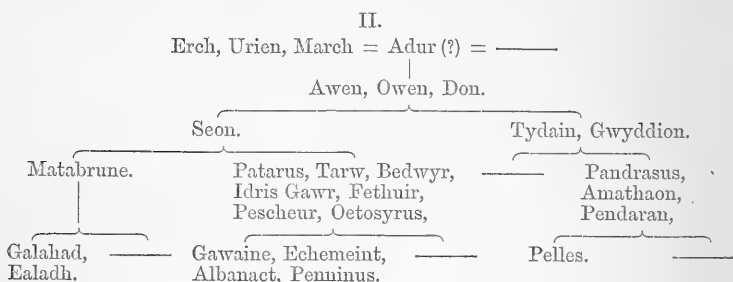 II.
Erch, Urien, March = Adur (?) = ———
Awen, Owen, Don.
Seon. Tydain, Gwyddion.
Matabrune. Patarus, Tarw, Bedwyr, ——— Pandrasus,
Idris Gawr, Fethuir, Amathaon,
Pescheur, Oetosyrus, Pendaran,
Galahad, ——— Gawaine, Echemeint, ——— Pelles. ———
Ealadh. Albanact, Penninus.